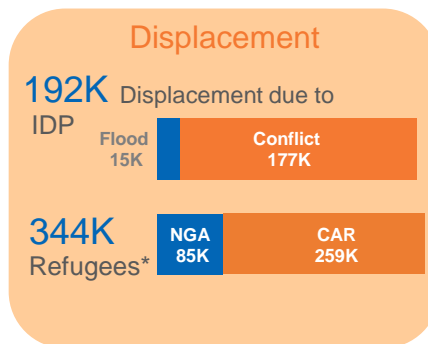 Displacement
192K Displacement due to
IDP
Flood
15K
Conflict
177K
344K
Refugees*
NGA
85K
CAR
259K